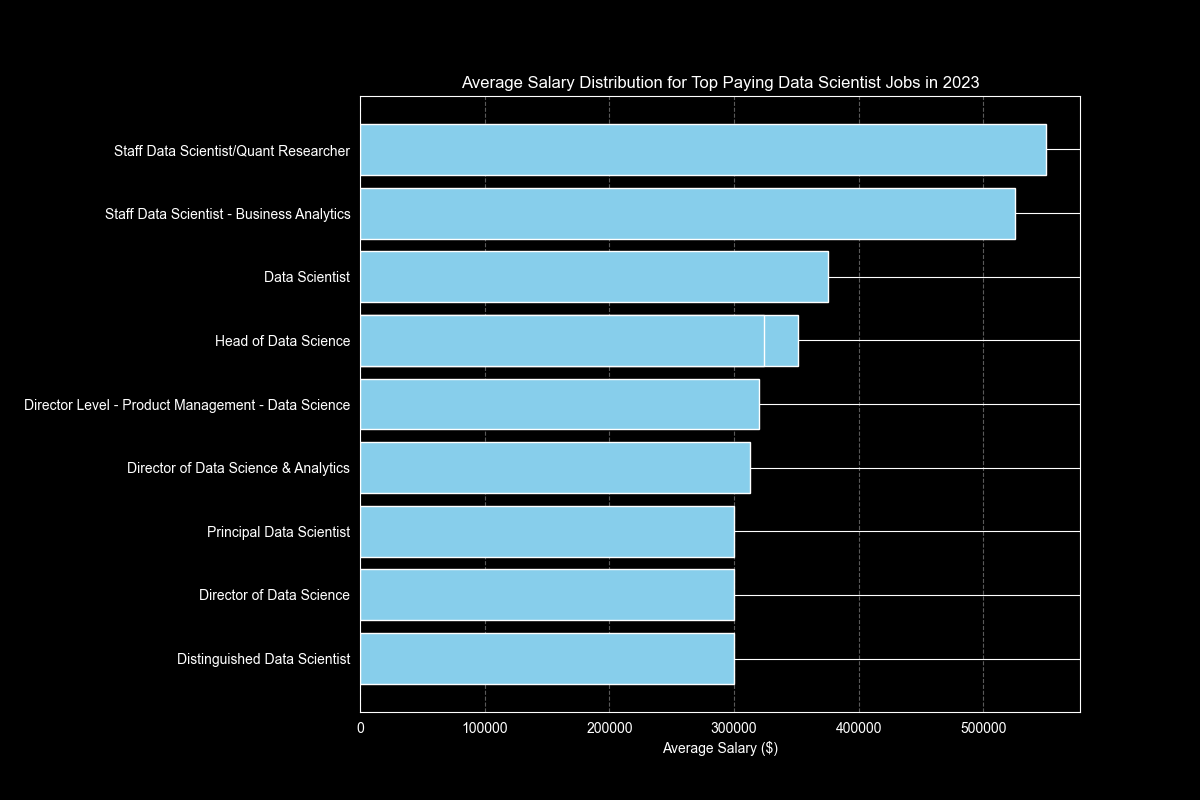 Average Salary Distribution for Top Paying Data Scientist Jobs in 2023
Staff Data Scientist/Quant Researcher
Staff Data Scientist - Business Analytics
Data Scientist
Head of Data Science
Director Level - Product Management - Data Science
Director of Data Science & Analytics
Principal Data Scientist
Director of Data Science
Distinguished Data Scientist
0 100000 200000 300000 400000 500000
Average Salary ($)